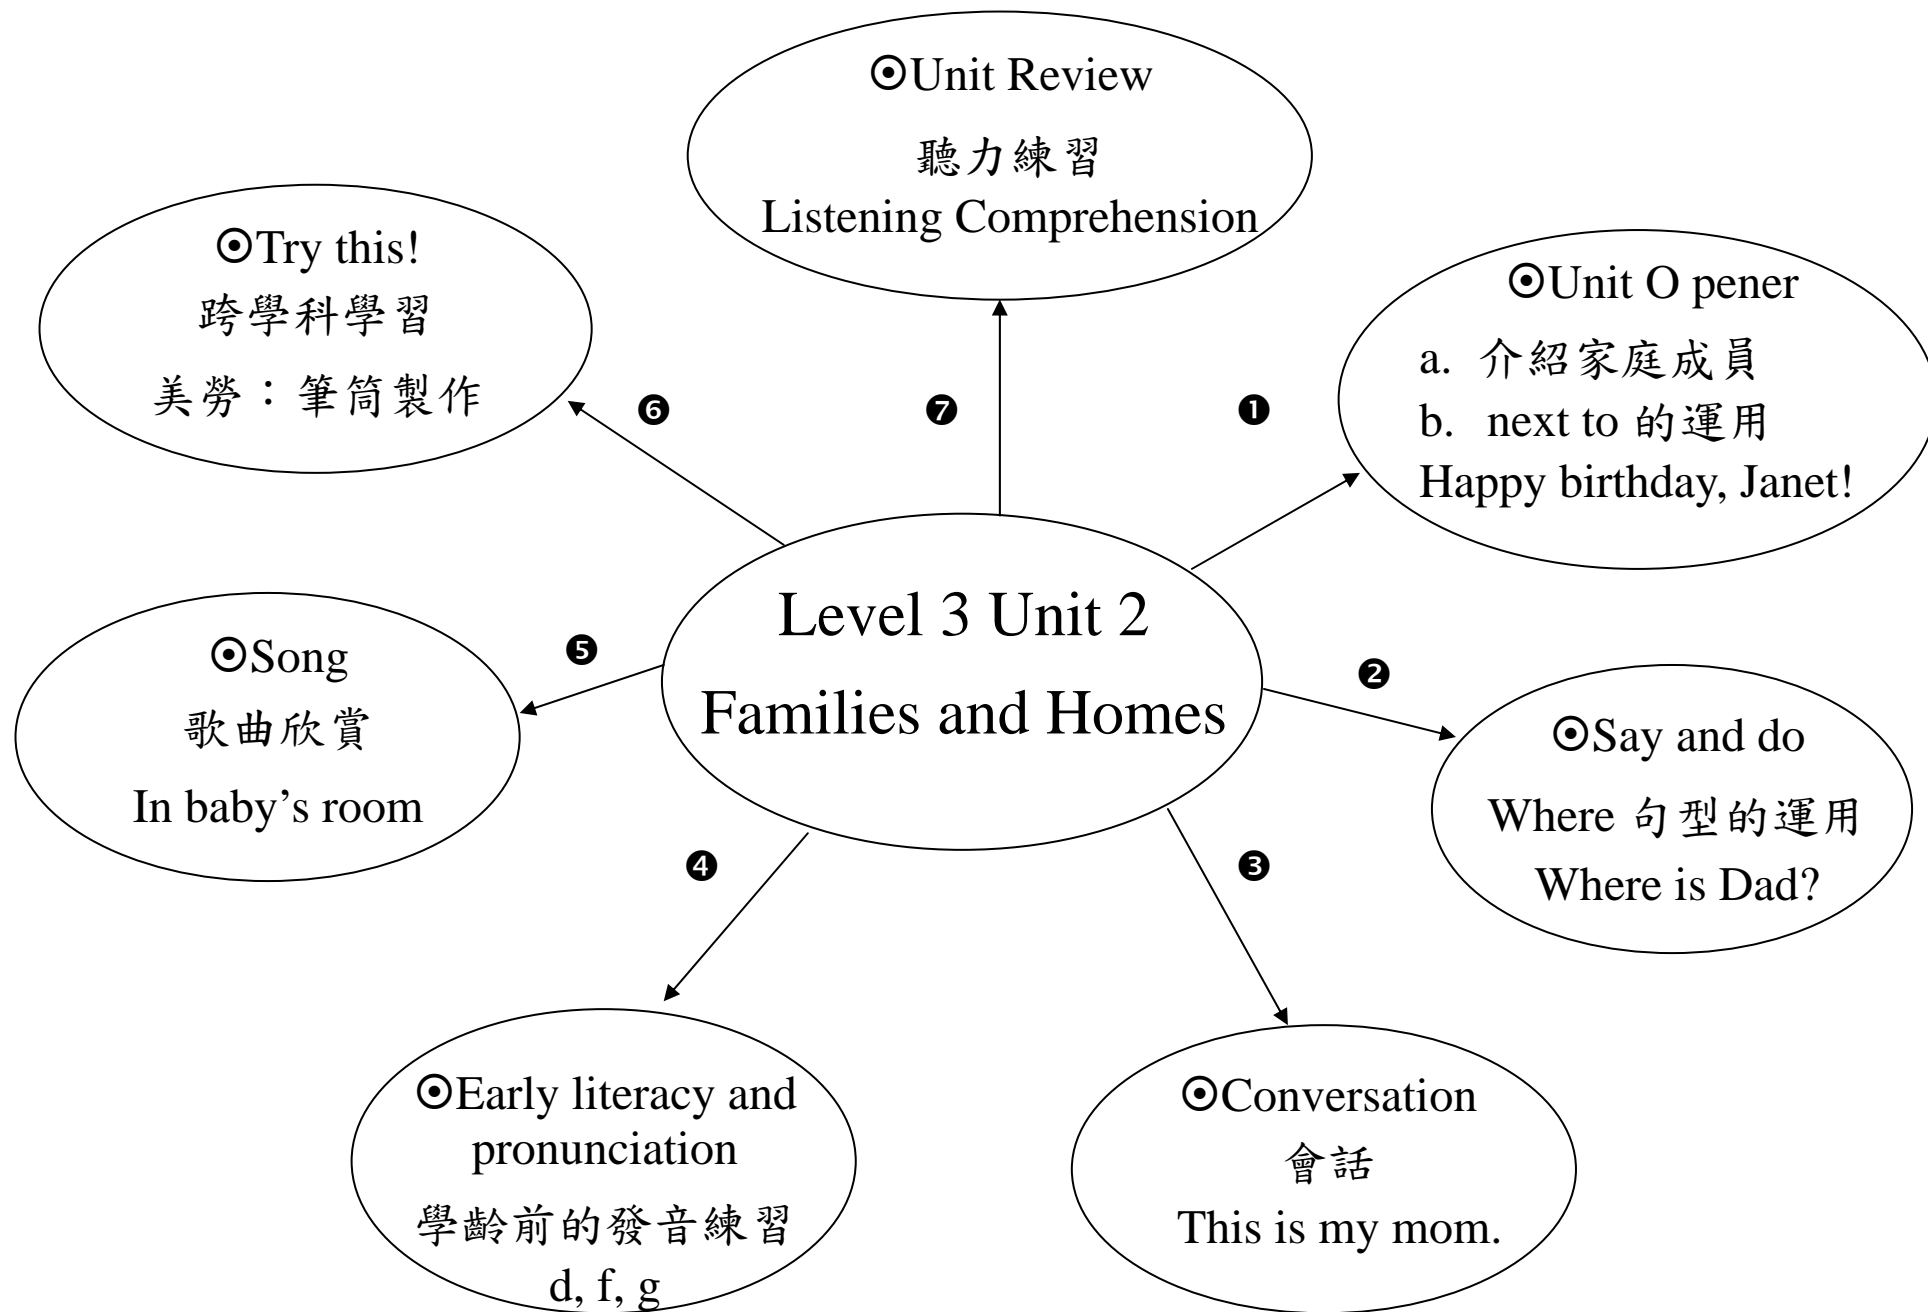 Level 3 Unit 2
Families and Homes
❶
⊙Unit O pener
a. 介紹家庭成員
b. next to 的運用
Happy birthday, Janet!
❷
⊙Say and do
Where 句型的運用
Where is Dad?
❸
⊙Conversation
會話
This is my mom.
❹
⊙Early literacy and
pronunciation
學齡前的發音練習
d, f, g
❺
⊙Song
歌曲欣賞
In baby’s room
❻
⊙Try this!
跨學科學習
美勞：筆筒製作
❼
⊙Unit Review
聽力練習
Listening Comprehension